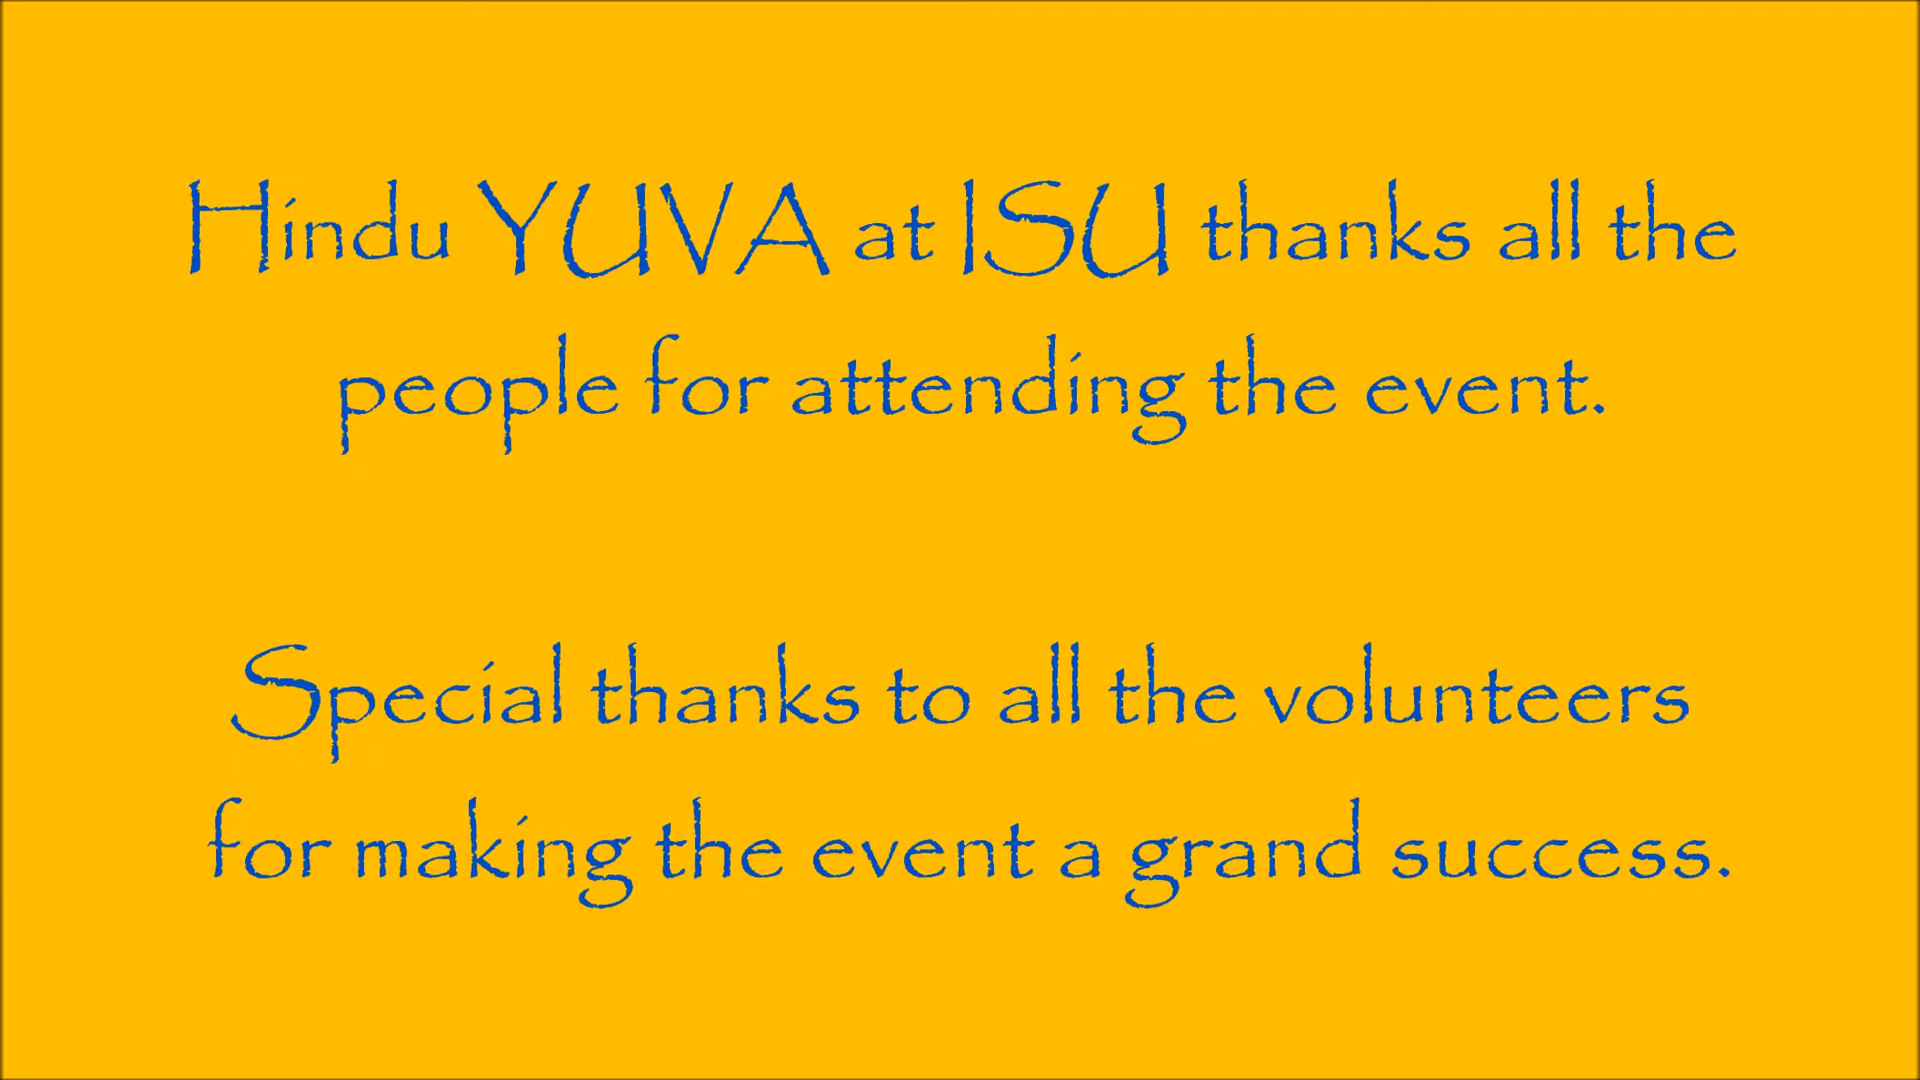 Hindu YUVA at ISU thanks all the
people for attending the event.
Special thanks to all the volunteers
for making the event a grand success.